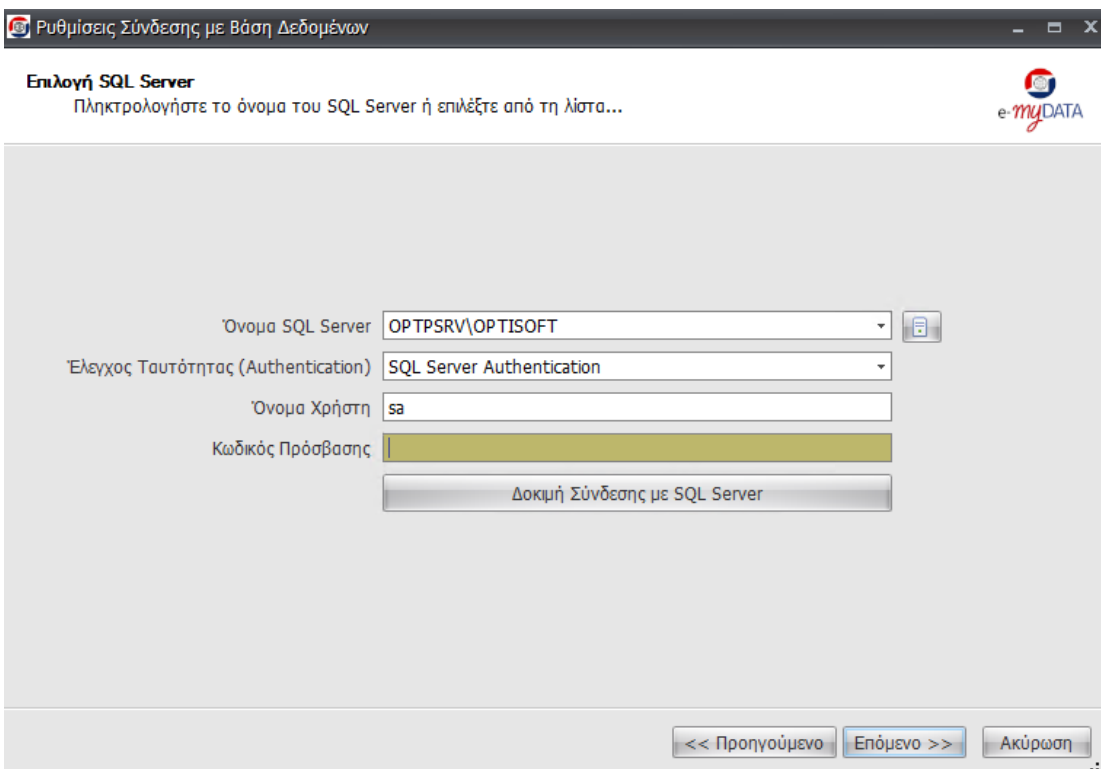 Ρυθμίσεις Σύνδεσης με Βάση Δεδομένων
Επιλογή SQL Server
Πληκτρολογήστε το όνομα του SQL Server ή επιλέξτε από τη λίστα...
e-myDATA
Όνομα SQL Server OPTPSRV\OPTISOFT
Έλεγχος Ταυτότητας (Authentication) SQL Server Authentication
Όνομα Χρήστη sa
Κωδικός Πρόσβασης
Δοκιμή Σύνδεσης με SQL Server
<< Προηγούμενο Επόμενο >> Ακύρωση